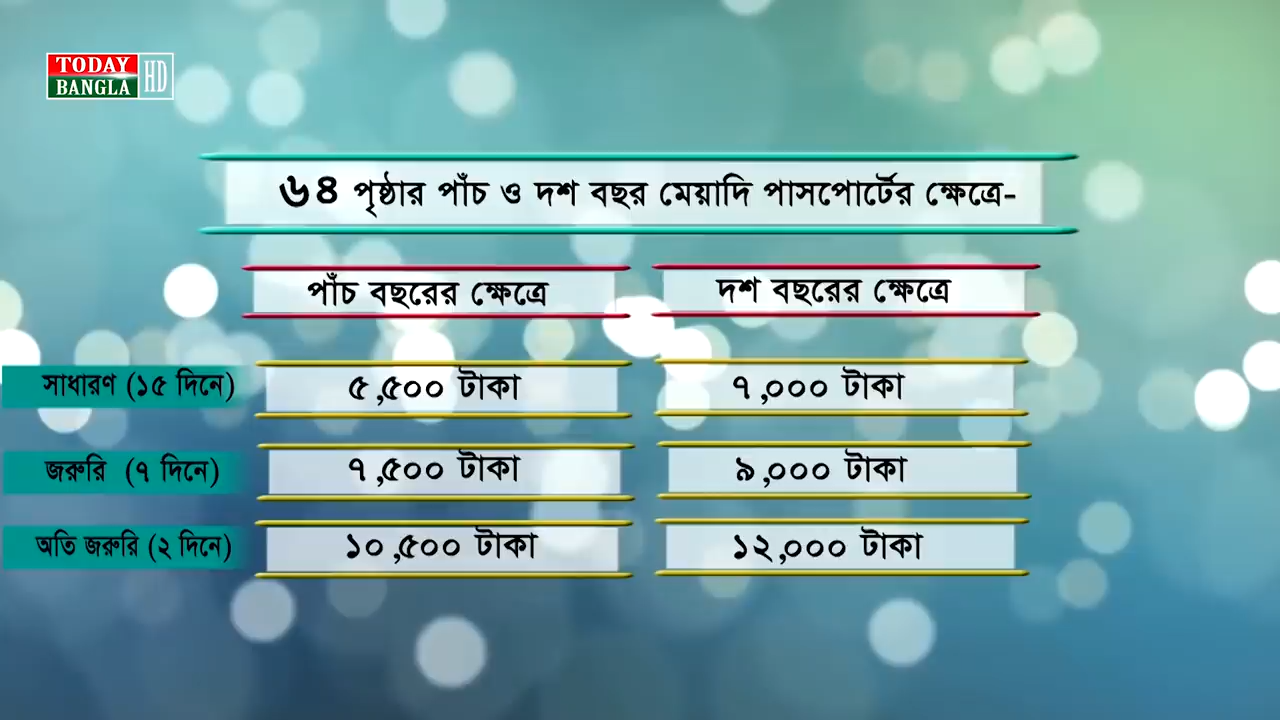 TODAY
BANGLA HD
৬৪ পৃষ্ঠার পাঁচ ও দশ বছর মেয়াদি পাসপোর্টের ক্ষেত্রে-
পাঁচ বছরের ক্ষেত্রে দশ বছরের ক্ষেত্রে
সাধারণ (১৫ দিনে) ৫,৫০০ টাকা ৭,০০০ টাকা
জরুরি (৭ দিনে) ৭,৫০০ টাকা ৯,০০০ টাকা
অতি জরুরি (২ দিনে) ১০,৫০০ টাকা ১২,০০০ টাকা